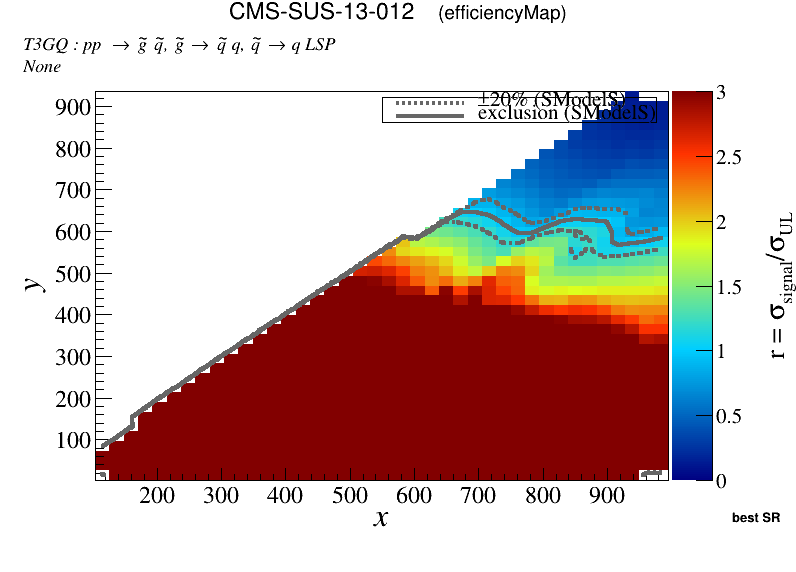 CMS-SUS-13-012 (efficiencyMap)
T3GQ : pp → g̃ q̃, g̃ → q̃ q, q̃ → q LSP
None
±20% (SModelS)
exclusion (SModelS)
900
800
700
600
500
400
300
200
100
y
200 300 400 500 600 700 800 900
x
3
2.5
2
1.5
1
0.5
0
r = σsignal/σUL
best SR